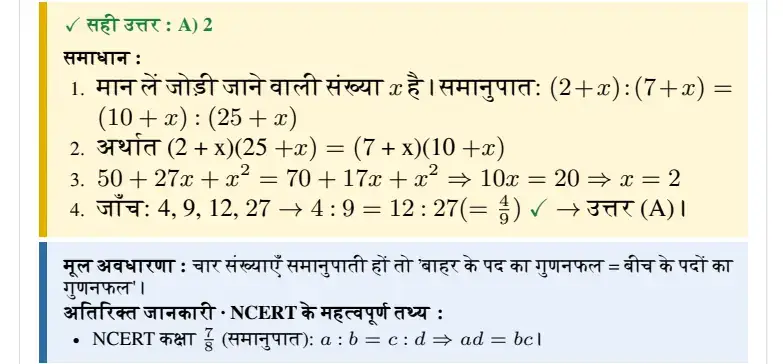 ✓ सही उत्तर : A) 2
समाधान :
1. मान लें जोड़ी जाने वाली संख्या x है। समानुपात: (2+x):(7+x) =
(10 + x) : (25 + x)
2. अर्थात (2 + x)(25 +x) = (7 + x)(10 +x)
3. 50 + 27x + x² = 70 + 17x + x² ⇒ 10x = 20 ⇒ x = 2
4. जाँच: 4, 9, 12, 27 → 4 : 9 = 12 : 27(= 4/9) ✓ → उत्तर (A)।
मूल अवधारणा : चार संख्याएँ समानुपाती हों तो 'बाहर के पद का गुणनफल = बीच के पदों का
गुणनफल'।
अतिरिक्त जानकारी · NCERT के महत्वपूर्ण तथ्य :
• NCERT कक्षा 7/8 (समानुपात): a : b = c : d ⇒ ad = bc।